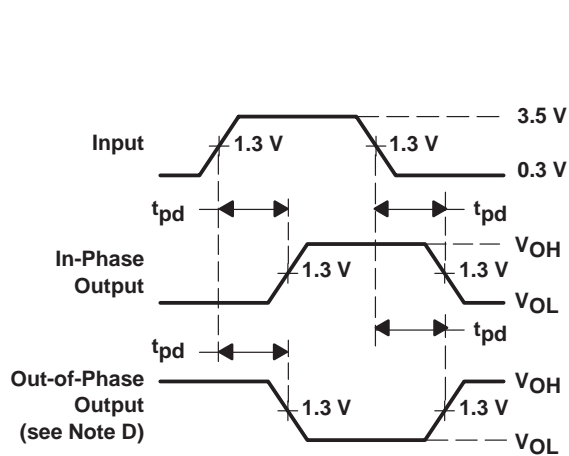 3.5 V
Input
1.3 V
1.3 V
0.3 V
tpd
tpd
VOH
In-Phase
Output
1.3 V
1.3 V
VOL
tpd
tpd
Out-of-Phase
Output
(see Note D)
VOH
1.3 V
1.3 V
VOL